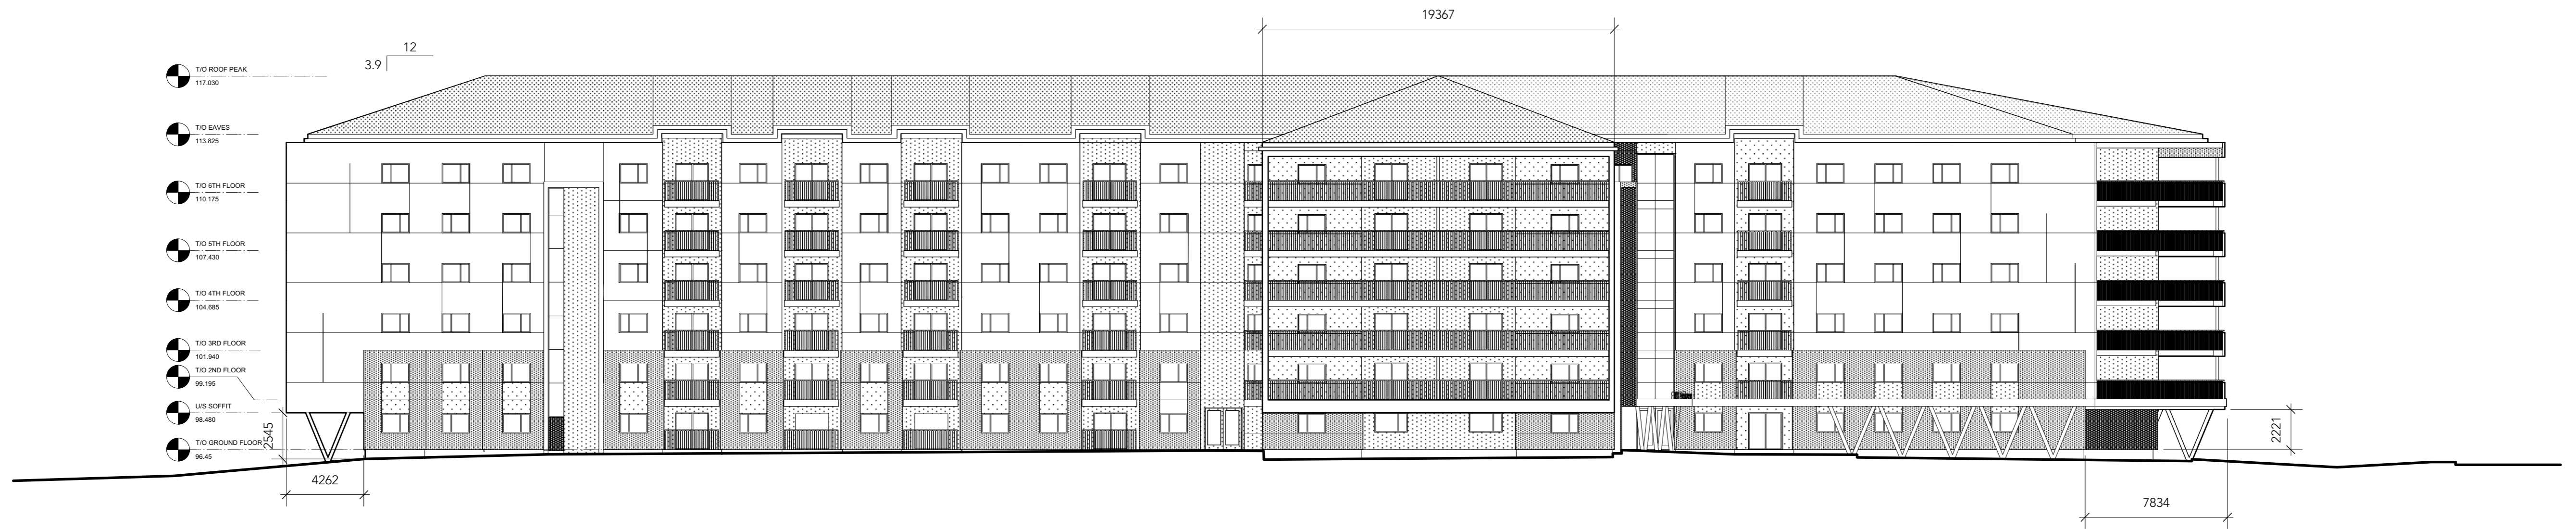 19367
12
3.9
T/O ROOF PEAK
117.030
T/O EAVES
113.825
T/O 6TH FLOOR
110.175
T/O 5TH FLOOR
107.430
T/O 4TH FLOOR
104.685
T/O 3RD FLOOR
101.940
T/O 2ND FLOOR
99.195
U/S SOFFIT
98.480
T/O GROUND FLOOR
96.45
2545
2221
4262
7834